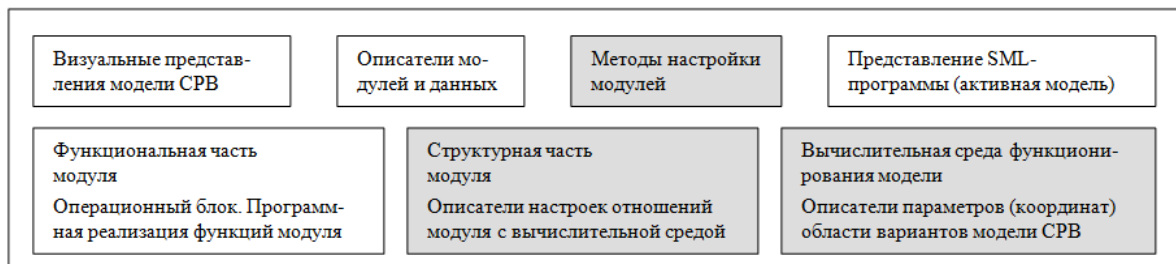 Визуальные представ-
ления модели СРВ
Описатели мо-
дулей и данных
Методы настройки
модулей
Представление SML-
программы (активная модель)
Функциональная часть
модуля
Операционный блок. Программ-
ная реализация функций модуля
Структурная часть
модуля
Описатели настроек отношений
модуля с вычислительной средой
Вычислительная среда функциони-
рования модели
Описатели параметров (координат)
области вариантов модели СРВ